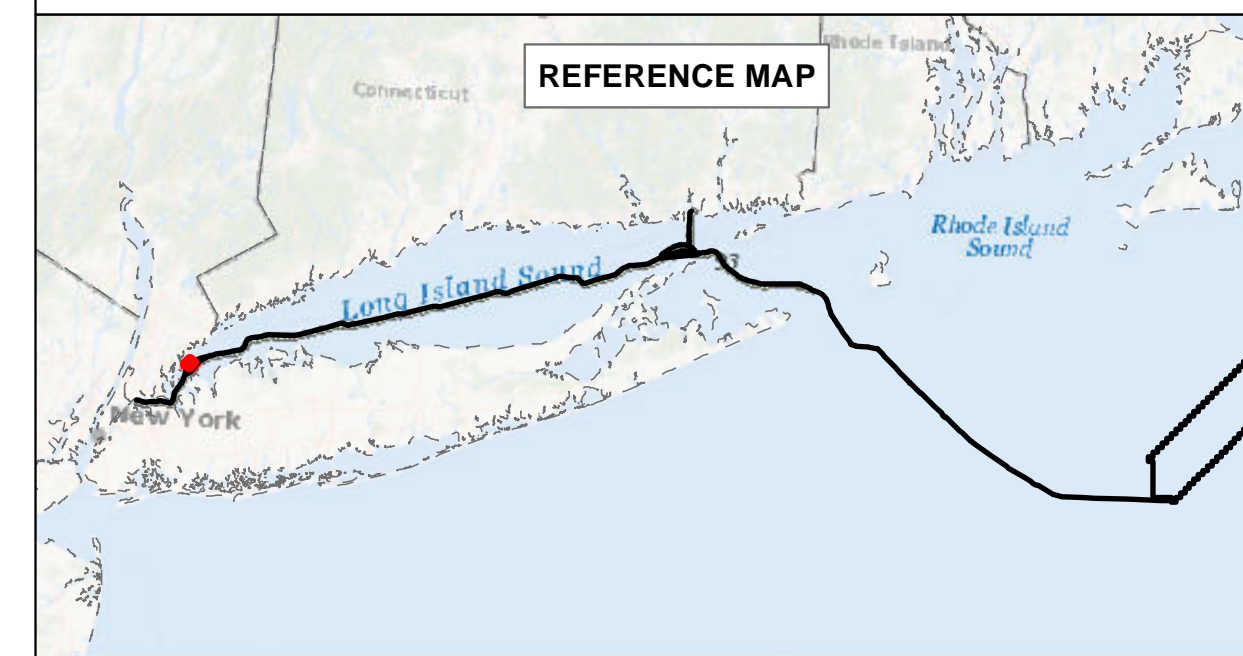 Rhode Island
REFERENCE MAP
Connecticut
Rhode Island
Sound
Long Island Sound
New York